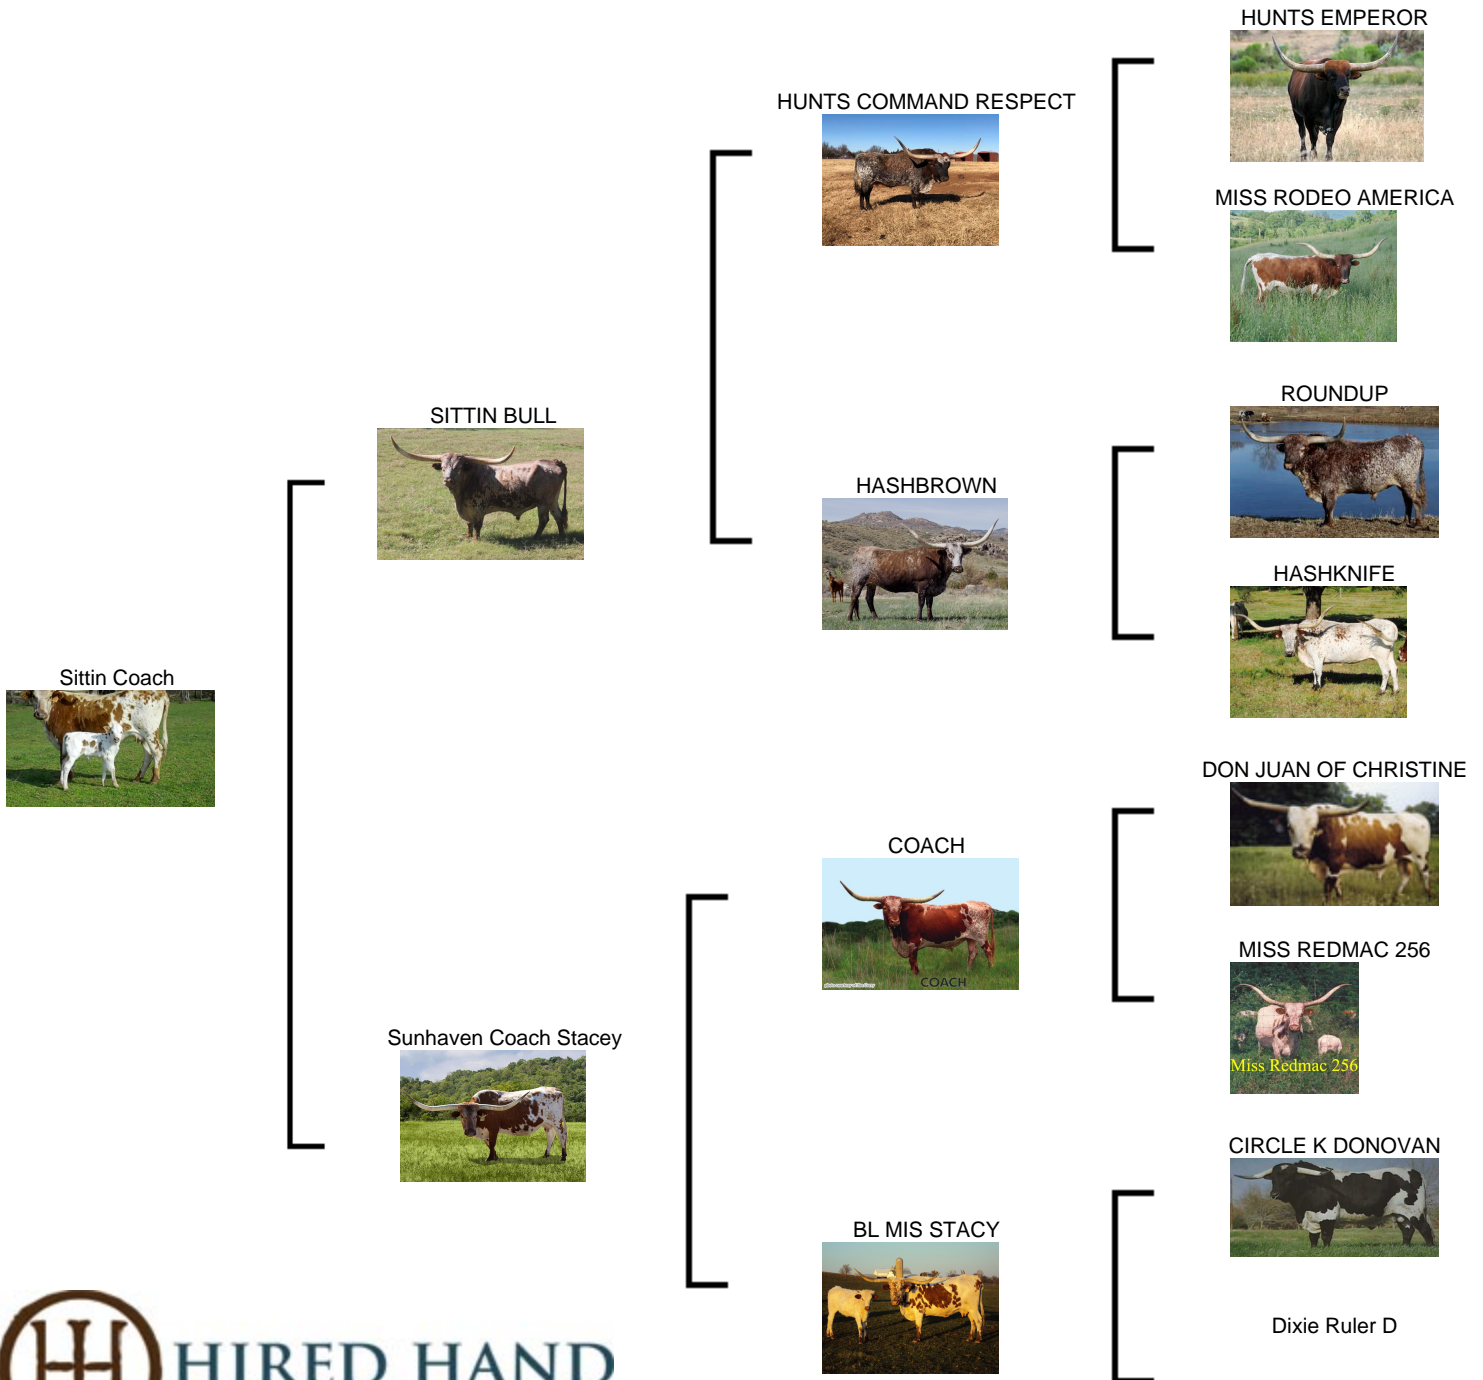 HUNTS EMPEROR
HUNTS COMMAND RESPECT
MISS RODEO AMERICA
ROUNDUP
SITTIN BULL
HASHBROWN
HASHKNIFE
Sittin Coach
DON JUAN OF CHRISTINE
COACH
COACH
MISS REDMAC 256
Miss Redmac 256
Sunhaven Coach Stacey
CIRCLE K DONOVAN
BL MIS STACY
Dixie Ruler D
HIRED HAND